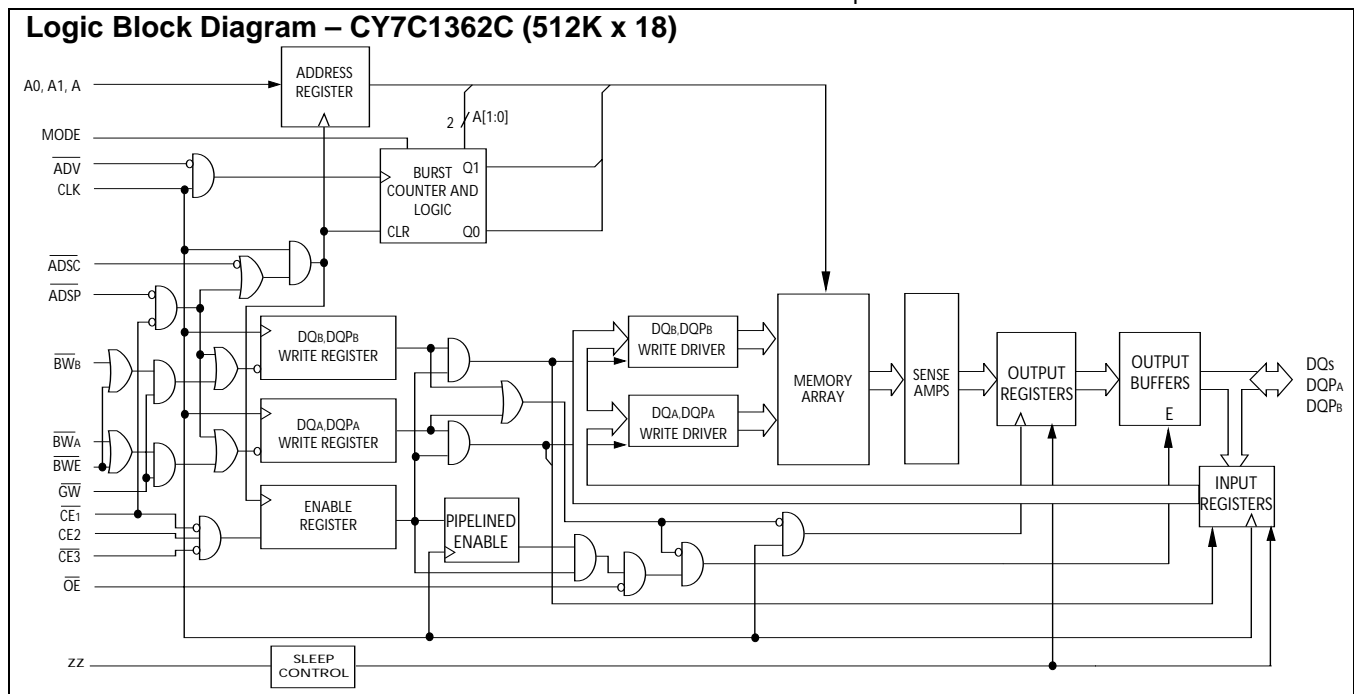 Logic Block Diagram – CY7C1362C (512K x 18)
A0, A1, A
ADDRESS
REGISTER
MODE
2
A[1:0]
ADV
CLK
BURST
COUNTER AND
LOGIC
Q1
CLR
Q0
ADSC
ADSP
DQB,DQPB
WRITE REGISTER
BWB
DQA,DQPA
WRITE REGISTER
BWA
BWE
GW
CE1
CE2
CE3
ENABLE
REGISTER
PIPELINED
ENABLE
OE
DQB,DQPB
WRITE DRIVER
DQA,DQPA
WRITE DRIVER
MEMORY
ARRAY
SENSE
AMPS
OUTPUT
REGISTERS
OUTPUT
BUFFERS
E
DQS
DQPA
DQPB
INPUT
REGISTERS
ZZ
SLEEP
CONTROL